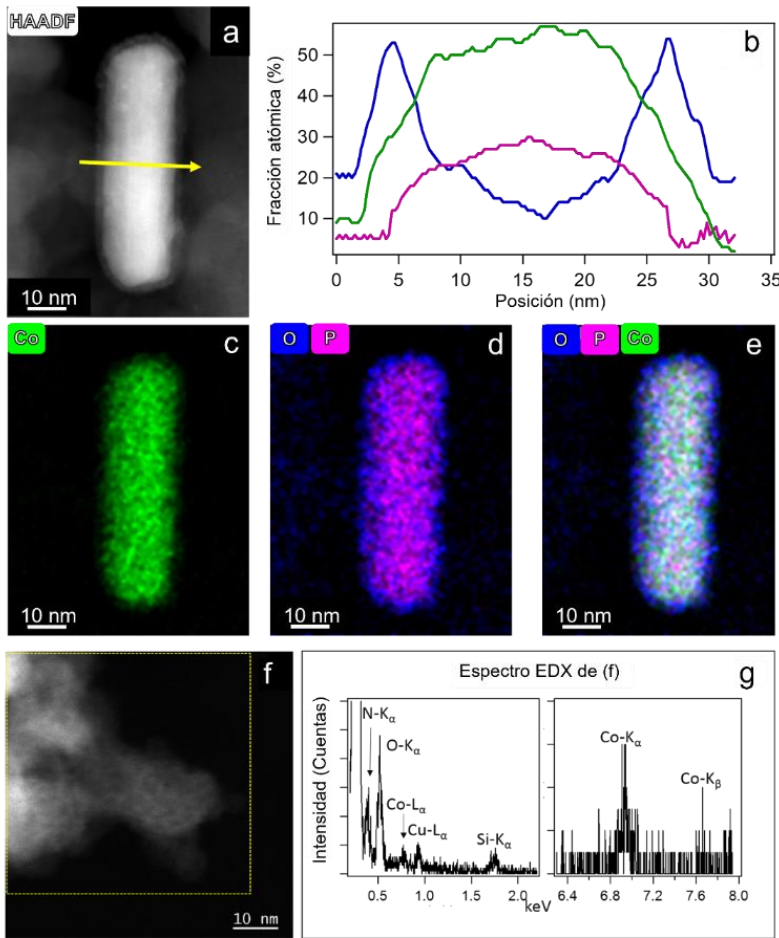 HAADF
a
10 nm
b
Fracción atómica (%)
50
40
30
20
10
0
5
10
15
20
25
30
35
Posición (nm)
Co
c
10 nm
O P
d
10 nm
O P Co
e
10 nm
f
10 nm
Espectro EDX de (f)
g
Intensidad (Cuentas)
N-Kα
O-Kα
Co-Lα
Cu-Lα
Si-Kα
0.5
1.0
1.5
2.0
Co-Kα
Co-Kβ
6.4
6.8
7.2
7.6
8.0
keV